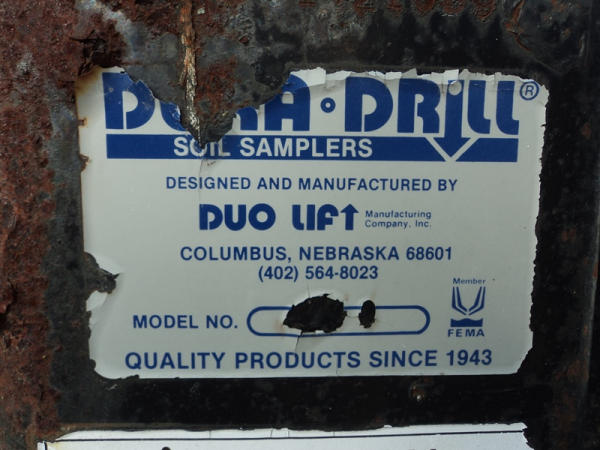 DURA·DRILL®
SOIL SAMPLERS
DESIGNED AND MANUFACTURED BY
DUO LIFT Manufacturing
Company, Inc.
COLUMBUS, NEBRASKA 68601
(402) 564-8023
Member
MODEL NO.
FEMA
QUALITY PRODUCTS SINCE 1943